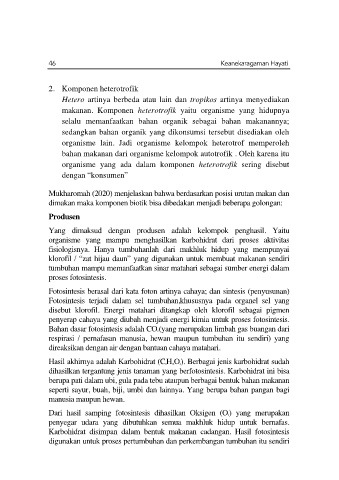 46 Keanekaragaman Hayati
2. Komponen heterotrofik
Hetero artinya berbeda atau lain dan tropikos artinya menyediakan
makanan. Komponen heterotrofik yaitu organisme yang hidupnya
selalu memanfaatkan bahan organik sebagai bahan makanannya;
sedangkan bahan organik yang dikonsumsi tersebut disediakan oleh
organisme lain. Jadi organisme kelompok heterotrof memperoleh
bahan makanan dari organisme kelompok autotrofik . Oleh karena itu
organisme yang ada dalam komponen heterotrofik sering disebut
dengan “konsumen”
Mukharomah (2020) menjelaskan bahwa berdasarkan posisi urutan makan dan
dimakan maka komponen biotik bisa dibedakan menjadi beberapa golongan:
Produsen
Yang dimaksud dengan produsen adalah kelompok penghasil. Yaitu
organisme yang mampu menghasilkan karbohidrat dari proses aktivitas
fisiologisnya. Hanya tumbuhanlah dari makhluk hidup yang mempunyai
klorofil / “zat hijau daun” yang digunakan untuk membuat makanan sendiri
tumbuhan mampu memanfaatkan sinar matahari sebagai sumber energi dalam
proses fotosintesis.
Fotosintesis berasal dari kata foton artinya cahaya; dan sintesis (penyusunan)
Fotosintesis terjadi dalam sel tumbuhan,khususnya pada organel sel yang
disebut klorofil. Energi matahari ditangkap oleh klorofil sebagai pigmen
penyerap cahaya yang diubah menjadi energi kimia untuk proses fotosintesis.
Bahan dasar fotosintesis adalah CO₂(yang merupakan limbah gas buangan dari
respirasi / pernafasan manusia, hewan maupun tumbuhan itu sendiri) yang
direaksikan dengan air dengan bantuan cahaya matahari.
Hasil akhirnya adalah Karbohidrat (C,H,O,). Berbagai jenis karbohidrat sudah
dihasilkan tergantung jenis tanaman yang berfotosintesis. Karbohidrat ini bisa
berupa pati dalam ubi, gula pada tebu ataupun berbagai bentuk bahan makanan
seperti sayur, buah, biji, umbi dan lainnya. Yang berupa bahan pangan bagi
manusia maupun hewan.
Dari hasil samping fotosintesis dihasilkan Oksigen (O₂) yang merupakan
penyegar udara yang dibutuhkan semua makhluk hidup untuk bernafas.
Karbohidrat disimpan dalam bentuk makanan cadangan. Hasil fotosintesis
digunakan untuk proses pertumbuhan dan perkembangan tumbuhan itu sendiri